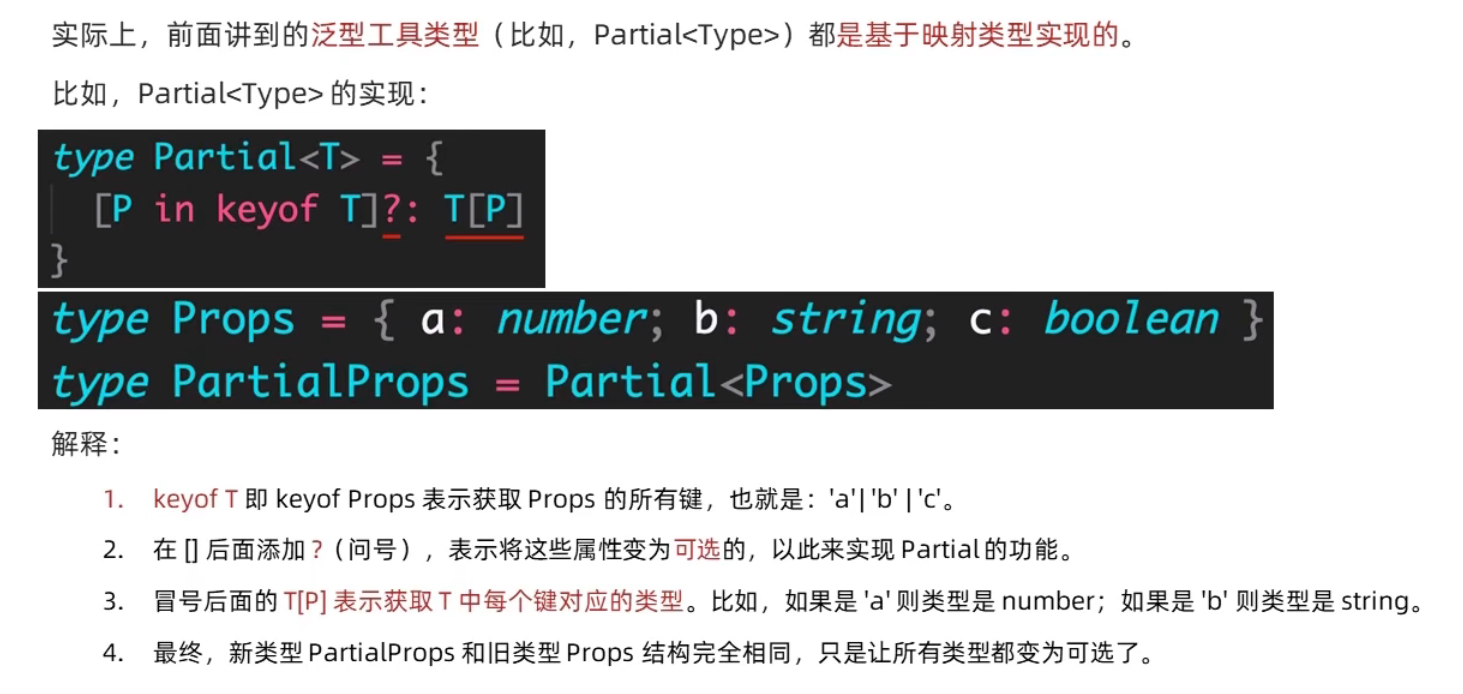 实际上，前面讲到的泛型工具类型（比如，Partial<Type>）都是基于映射类型实现的。
比如，Partial<Type> 的实现：
type Partial<T> = {
[P in keyof T]?: T[P]
}
type Props = { a: number; b: string; c: boolean }
type PartialProps = Partial<Props>
解释：
1. keyof T 即 keyof Props 表示获取 Props 的所有键，也就是：'a'| 'b' | 'c'。
2. 在 [] 后面添加 ?（问号），表示将这些属性变为可选的，以此来实现 Partial 的功能。
3. 冒号后面的 T[P] 表示获取 T 中每个键对应的类型。比如，如果是 'a' 则类型是 number；如果是 'b' 则类型是 string。
4. 最终，新类型 PartialProps 和旧类型 Props 结构完全相同，只是让所有类型都变为可选了。